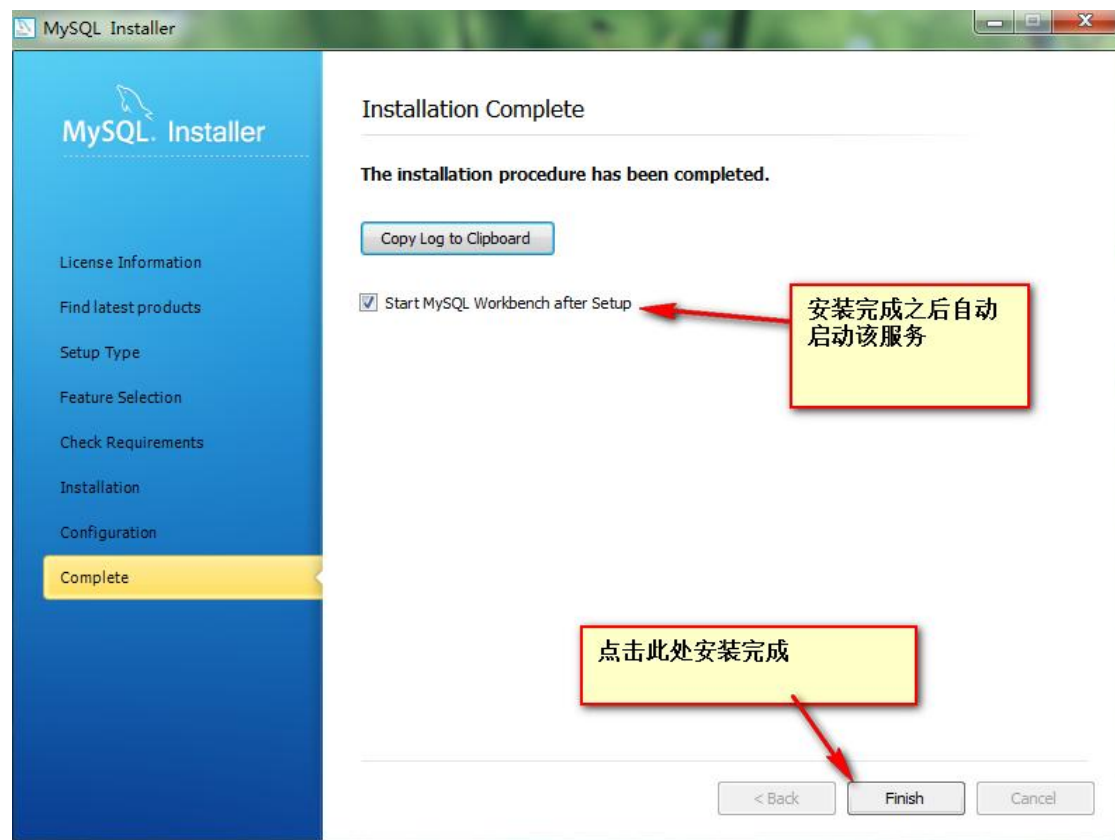 MySQL Installer
MySQL. Installer
License Information
Find latest products
Setup Type
Feature Selection
Check Requirements
Installation
Configuration
Complete
Installation Complete
The installation procedure has been completed.
Copy Log to Clipboard
Start MySQL Workbench after Setup
安装完成之后自动
启动该服务
点击此处安装完成
< Back
Finish
Cancel